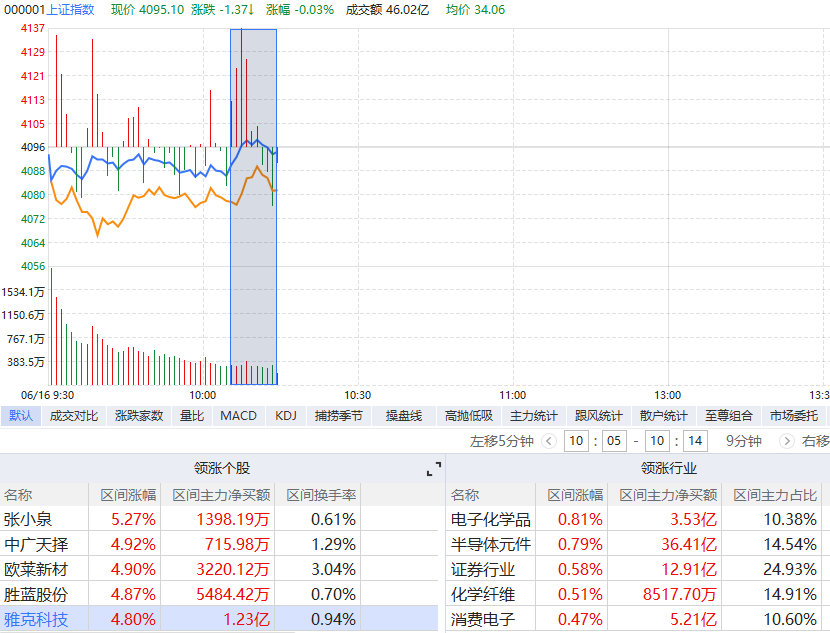 000001上证指数 现价 4095.10 涨跌 -1.37↓ 涨幅 -0.03% 成交额 46.02亿 均价 34.06
4137
4129
4121
4113
4105
4096
4088
4080
4072
4064
4056
1534.1万
1150.6万
767.1万
383.5万
06/16 9:30 10:00 10:30 11:00 13:00 13:3
默认 成交对比 涨跌家数 量比 MACD KDJ 捕捞季节 操盘线 高抛低吸 主力统计 跟风统计 散户统计 至尊组合 市场委托
左移5分钟 10 : 05 - 10 : 14 9分钟 右移
领涨个股 领涨行业
名称 区间涨幅 区间主力净买额 区间换手率 名称 区间涨幅 区间主力净买额 区间主力占比
张小泉 5.27% 1398.19万 0.61% 电子化学品 0.81% 3.53亿 10.38%
中广天择 4.92% 715.98万 1.29% 半导体元件 0.79% 36.41亿 14.54%
欧莱新材 4.90% 3220.12万 3.04% 证券行业 0.58% 12.91亿 24.93%
胜蓝股份 4.87% 5484.42万 0.70% 化学纤维 0.51% 8517.70万 14.91%
雅克科技 4.80% 1.23亿 0.94% 消费电子 0.47% 5.21亿 10.60%